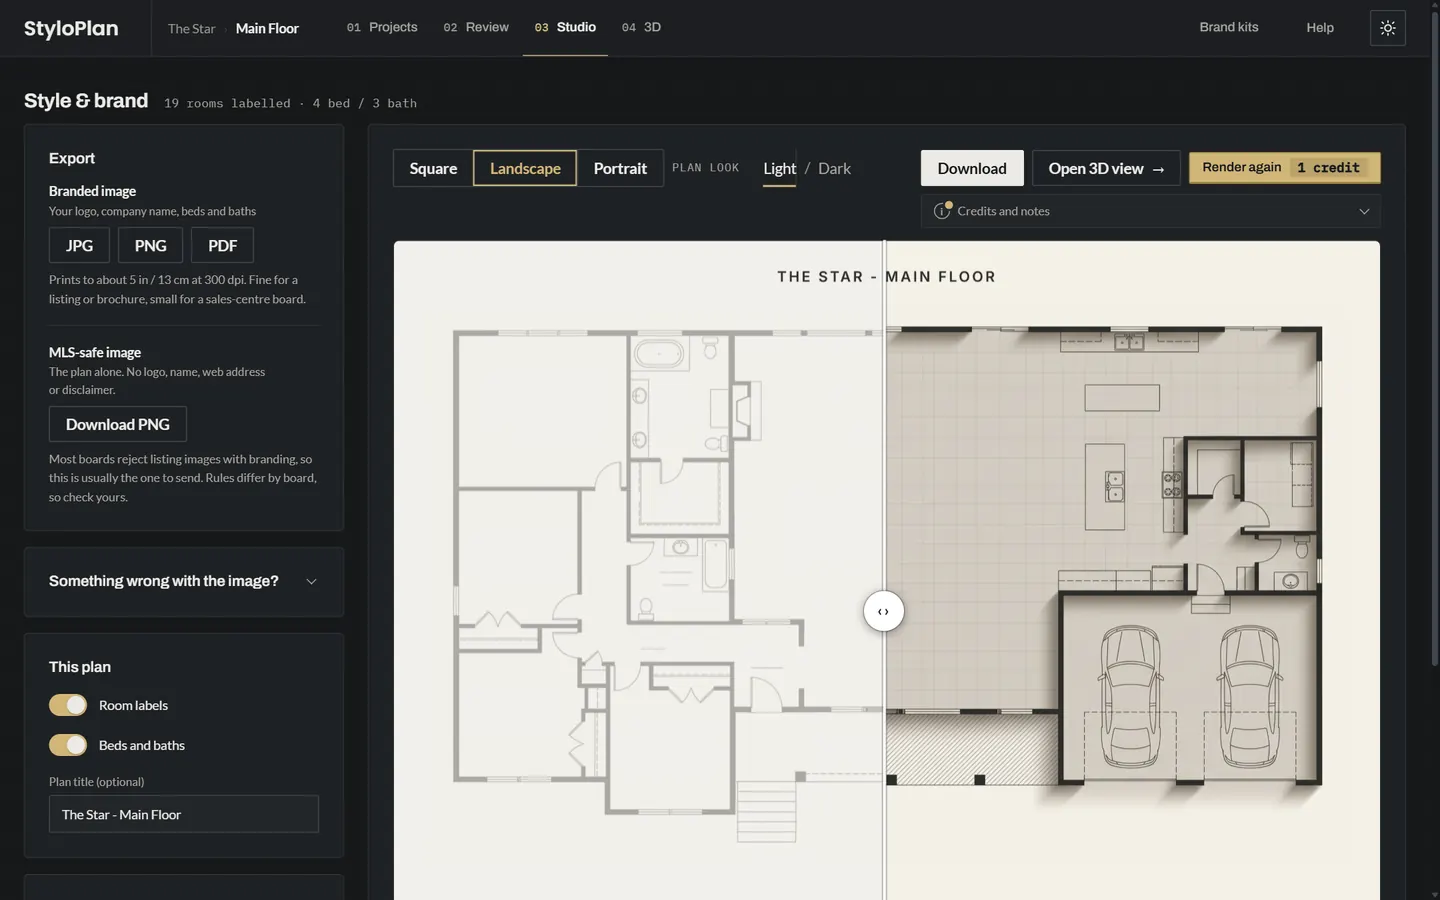 StyloPlan
The Star · Main Floor
01 Projects
02 Review
03 Studio
04 3D
Brand kits
Help
Style & brand
19 rooms labelled · 4 bed / 3 bath
Export
Branded image
Your logo, company name, beds and baths
JPG
PNG
PDF
Prints to about 5 in / 13 cm at 300 dpi. Fine for a
listing or brochure, small for a sales-centre board.
MLS-safe image
The plan alone. No logo, name, web address
or disclaimer.
Download PNG
Most boards reject listing images with branding, so
this is usually the one to send. Rules differ by board,
so check yours.
Something wrong with the image?
This plan
Room labels
Beds and baths
Plan title (optional)
The Star - Main Floor
Square
Landscape
Portrait
PLAN LOOK
Light / Dark
Download
Open 3D view →
Render again 1 credit
Credits and notes
THE STAR - MAIN FLOOR